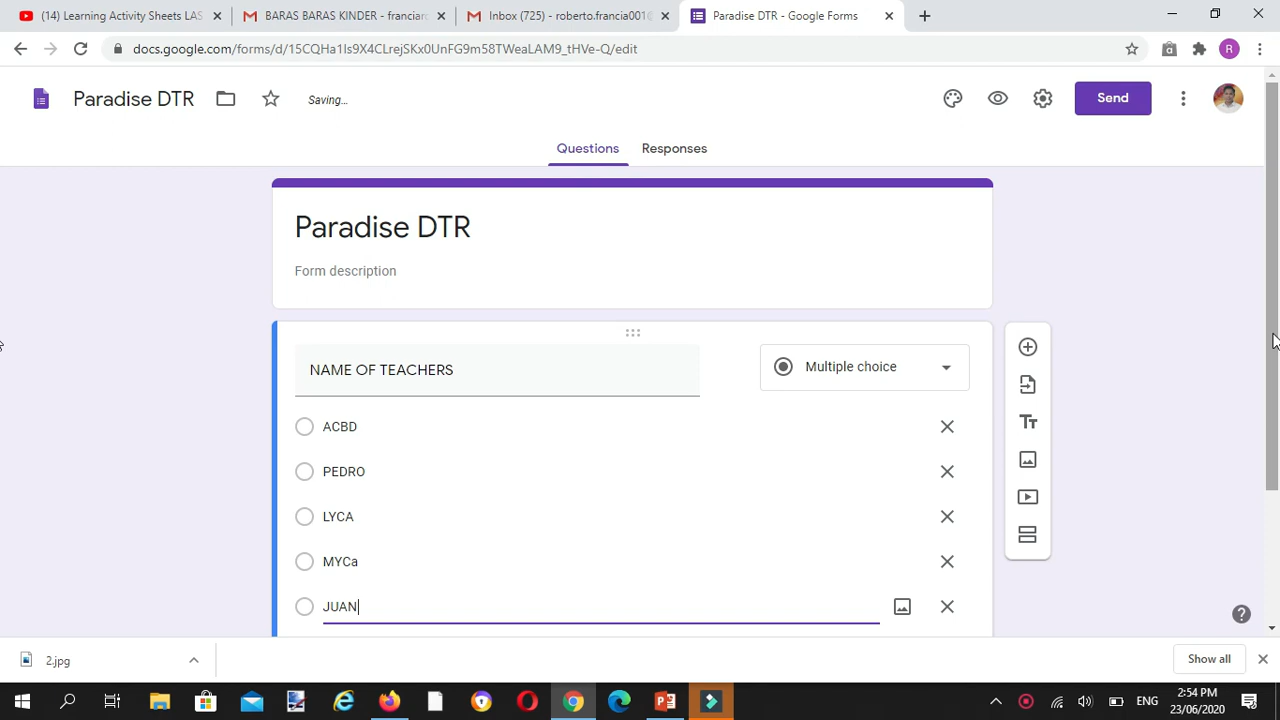 (14) Learning Activity Sheets LAS
BARAS BARAS KINDER - francian
Inbox (725) - roberto.francia001@
Paradise DTR - Google Forms
docs.google.com/forms/d/15CQHa1Is9X4CLrejSKx0UnFG9m58TWeaLAM9_tHVe-Q/edit
R
Paradise DTR
Saving...
Send
Questions
Responses
Paradise DTR
Form description
NAME OF TEACHERS
Multiple choice
ACBD
PEDRO
LYCA
MYCa
JUAN
2.jpg
Show all
2:54 PM
ENG
23/06/2020